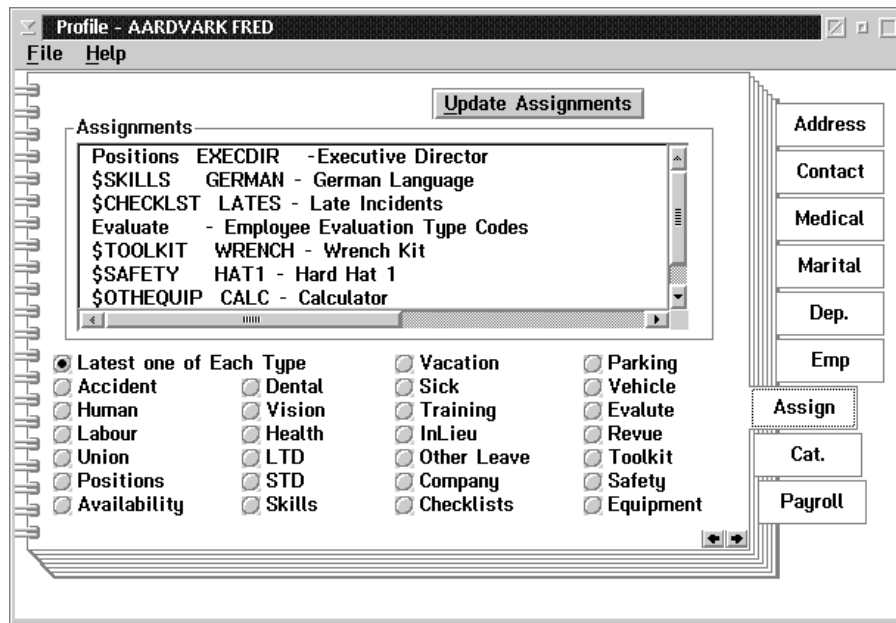 Profile - AARDVARK FRED
File Help
Update Assignments
Assignments
Positions EXECDIR -Executive Director
$SKILLS GERMAN - German Language
$CHECKLST LATES - Late Incidents
Evaluate - Employee Evaluation Type Codes
$TOOLKIT WRENCH - Wrench Kit
$SAFETY HAT1 - Hard Hat 1
$OTHEQUIP CALC - Calculator
Latest one of Each Type Vacation Parking
Accident Dental Sick Vehicle
Human Vision Training Evalute
Labour Health InLieu Revue
Union LTD Other Leave Toolkit
Positions STD Company Safety
Availability Skills Checklists Equipment
Address
Contact
Medical
Marital
Dep.
Emp
Assign
Cat.
Payroll